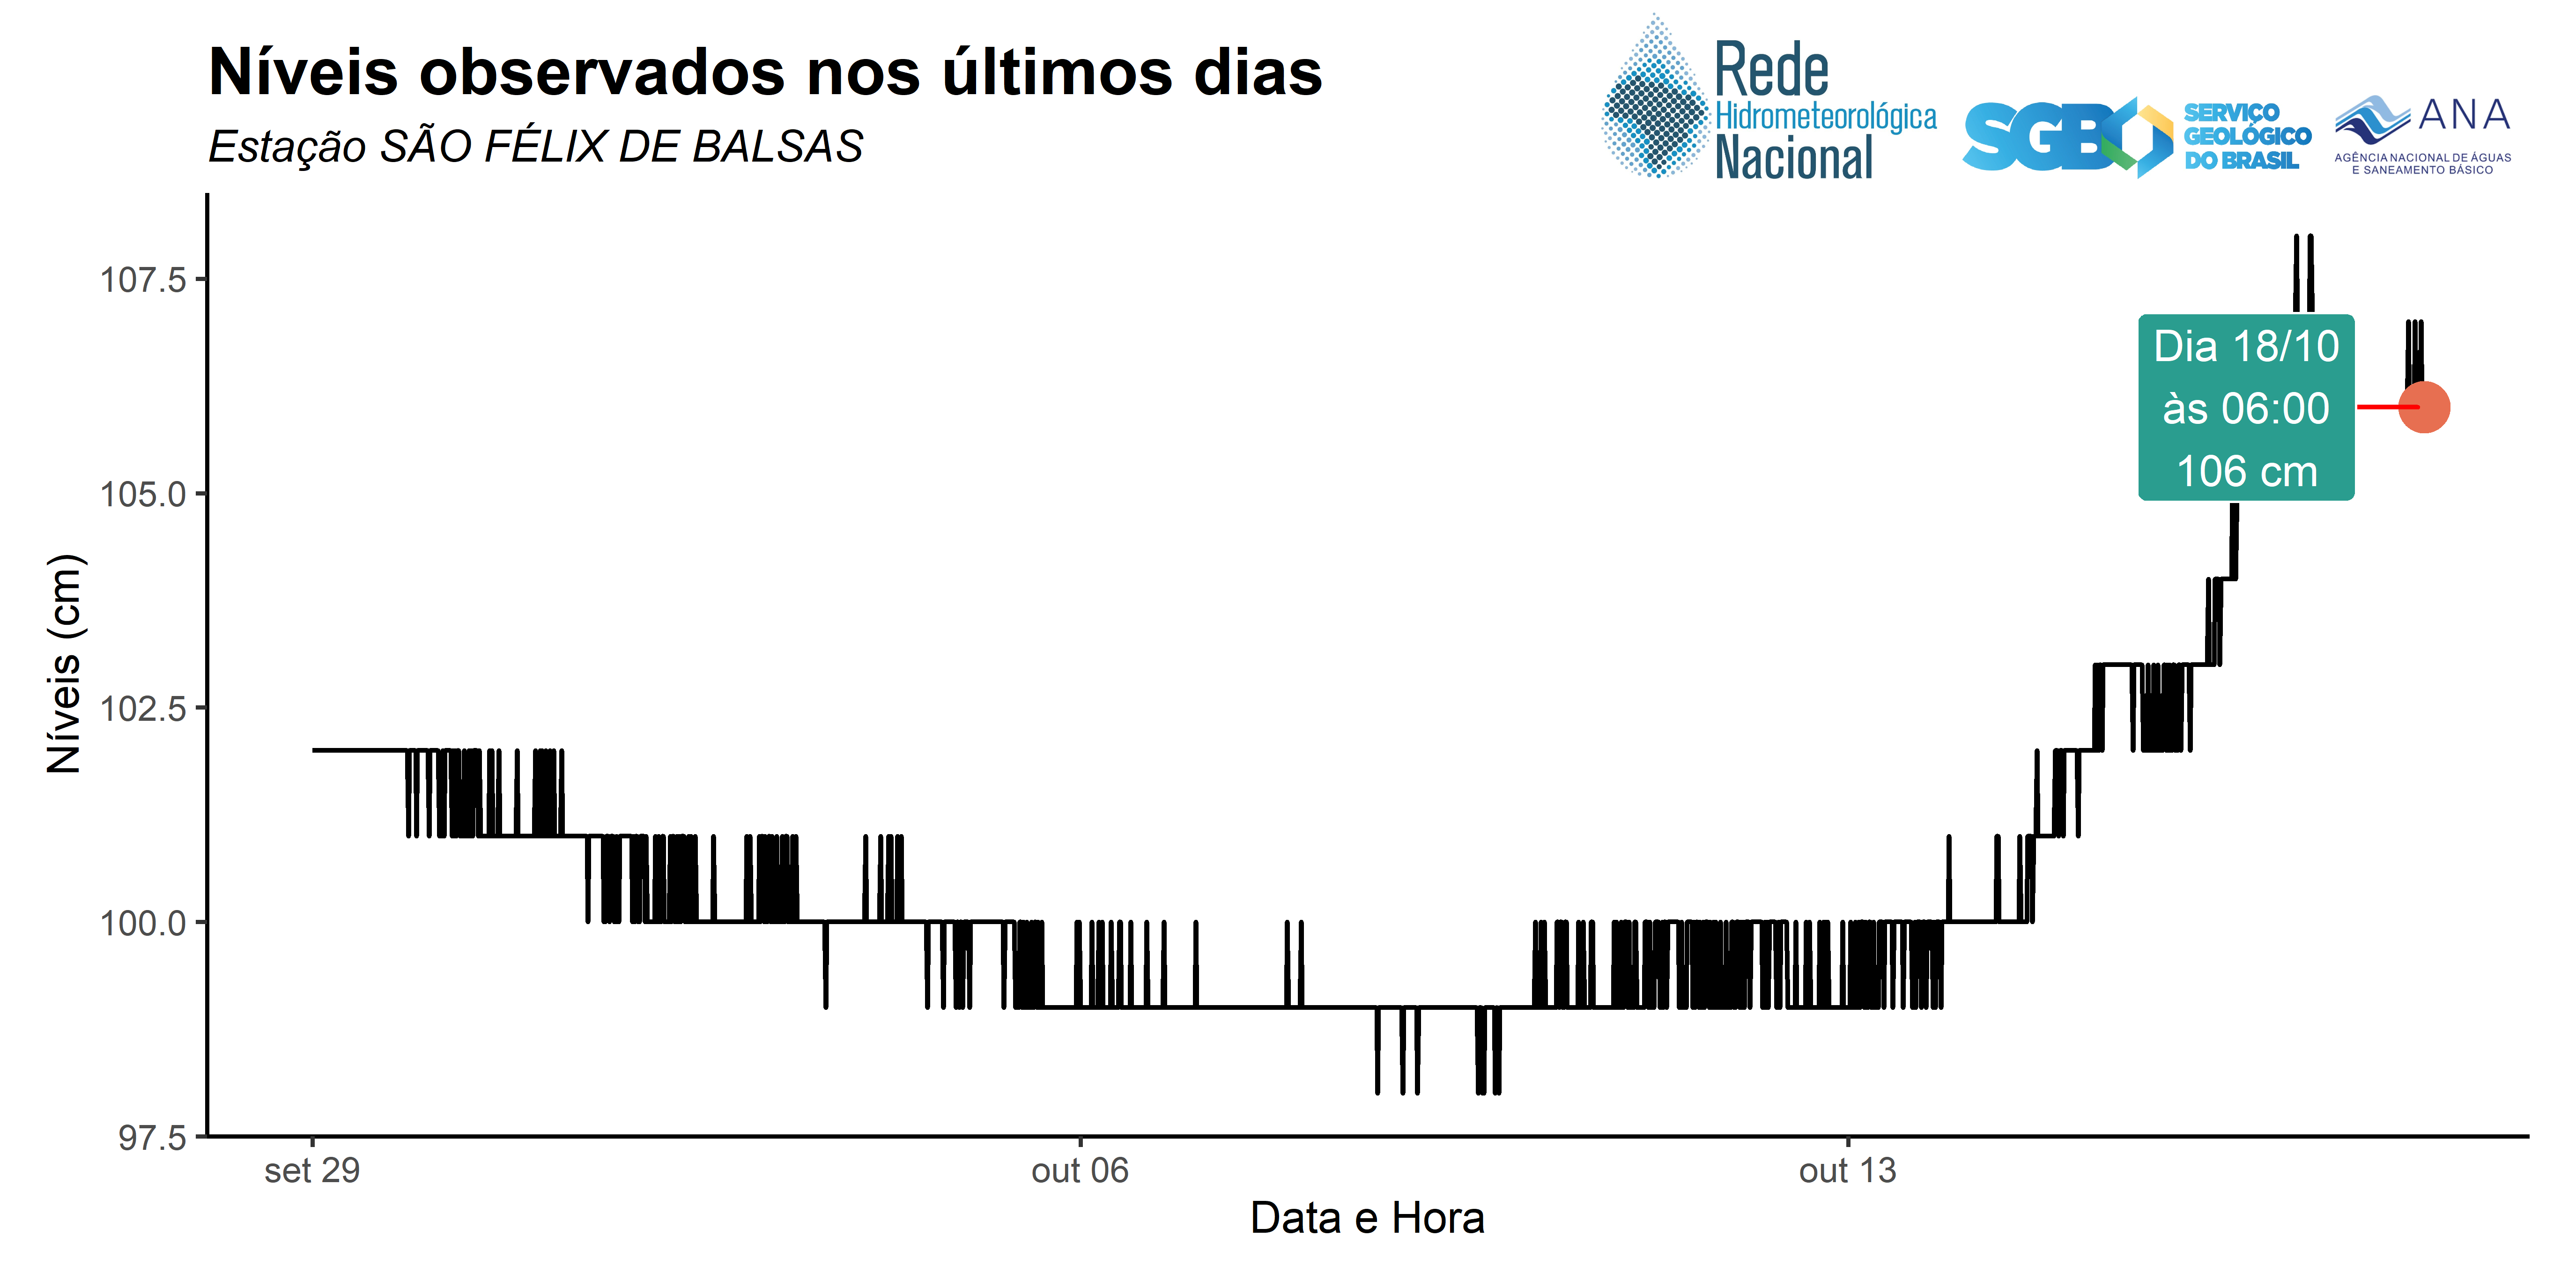 Níveis observados nos últimos dias
Estação SÃO FÉLIX DE BALSAS
Rede
Hidrometeorológica
Nacional
SGB
SERVIÇO
GEOLÓGICO
DO BRASIL
ANA
AGÊNCIA NACIONAL DE ÁGUAS
E SANEAMENTO BÁSICO
Níveis (cm)
107.5
105.0
102.5
100.0
97.5
Dia 18/10
às 06:00
106 cm
set 29
out 06
out 13
Data e Hora